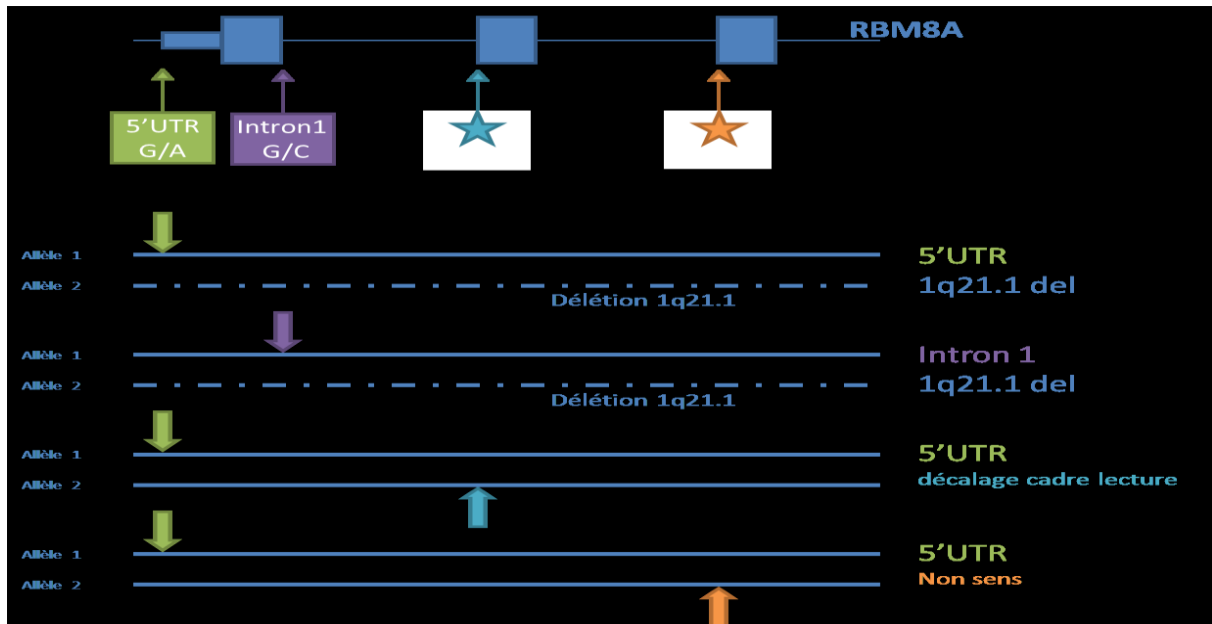 RBM8A
5'UTR
G/A
Intron1
G/C
Allèle 1
5'UTR
Allèle 2
1q21.1 del
Délétion 1q21.1
Allèle 1
Intron 1
Allèle 2
1q21.1 del
Délétion 1q21.1
Allèle 1
5'UTR
Allèle 2
décalage cadre lecture
Allèle 1
5'UTR
Allèle 2
Non sens